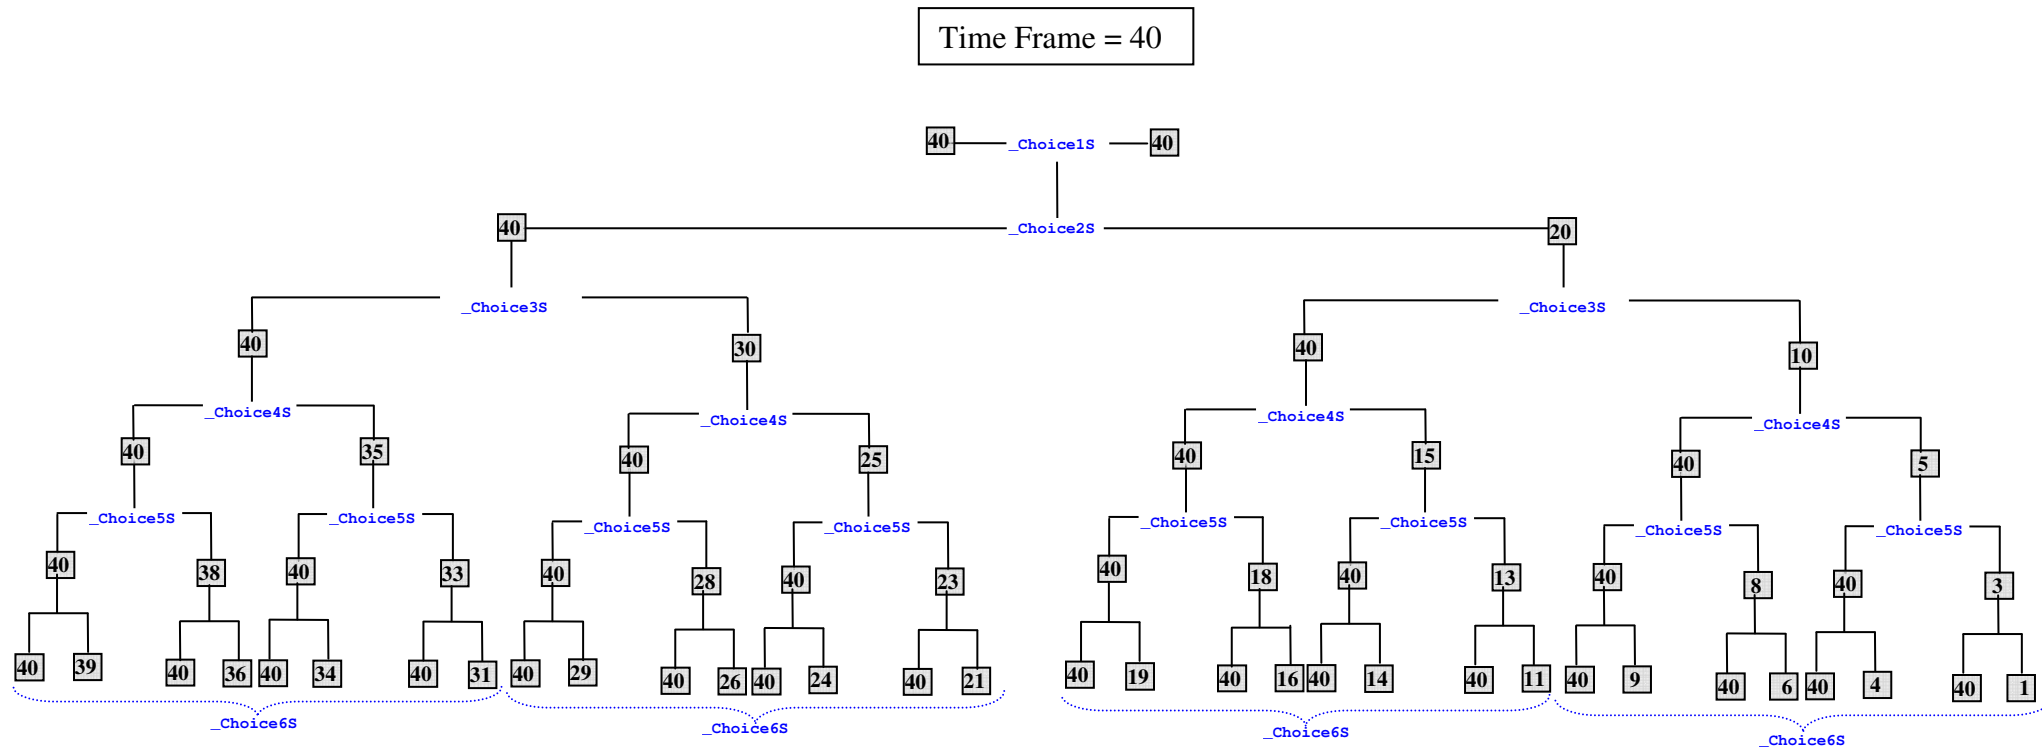 Time Frame = 40
40 _Choice1S 40
40 _Choice2S 20
_Choice3S _Choice3S
40 30 40 10
_Choice4S _Choice4S _Choice4S _Choice4S
40 35 40 25 40 15 40 5
_Choice5S _Choice5S _Choice5S _Choice5S _Choice5S _Choice5S _Choice5S _Choice5S
40 38 40 33 40 28 40 23 40 18 40 13 40 8 40 3
40 39 40 36 40 34 40 31 40 29 40 26 40 24 40 21 40 19 40 16 40 14 40 11 40 9 40 6 40 4 40 1
_Choice6S _Choice6S _Choice6S _Choice6S